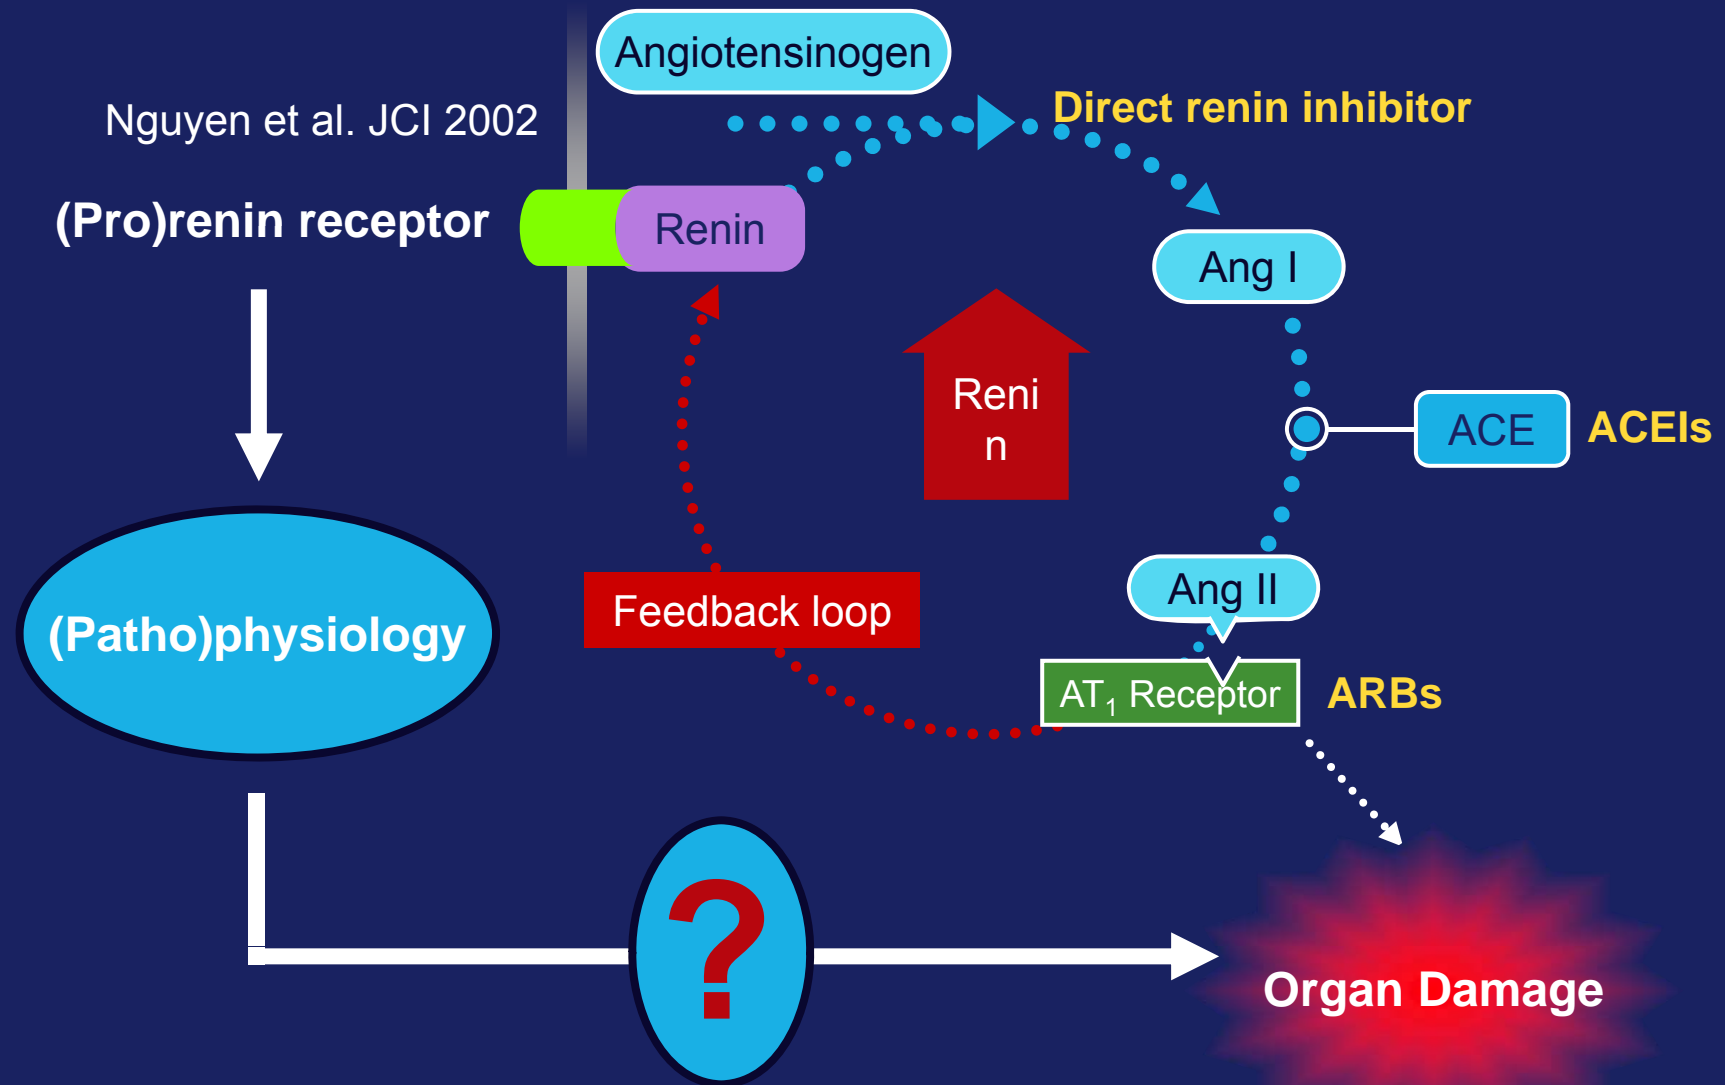 Angiotensinogen
Nguyen et al. JCI 2002
Direct renin inhibitor
(Pro)renin receptor
Renin
Ang I
Reni
n
ACE
ACEIs
Feedback loop
Ang II
(Patho)physiology
AT₁ Receptor
ARBs
?
Organ Damage